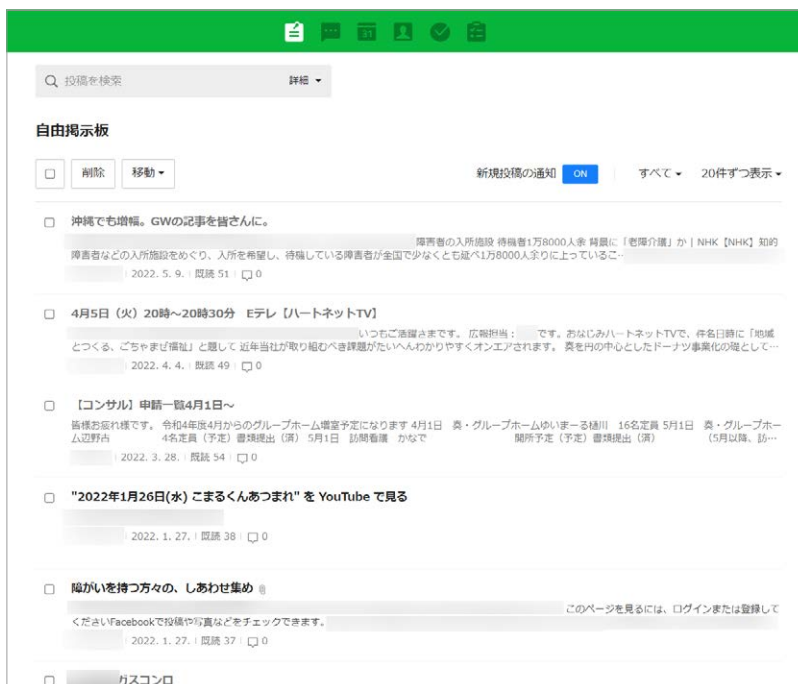 31
投稿を検索 詳細
自由掲示板
削除 移動 新規投稿の通知 ON すべて 20件ずつ表示
沖縄でも増幅。GWの記事を皆さんに。
障害者の入所施設 待機者1万8000人余 背景に「老障介護」か | NHK【NHK】知的
障害者などの入所施設をめぐり、入所を希望し、待機している障害者が全国で少なくとも延べ1万8000人余りに上っているこ…
2022. 5. 9. 既読 51 0
4月5日（火）20時～20時30分 Eテレ【ハートネットTV】
いつもご活躍さまです。 広報担当： です。おなじみハートネットTVで、件名日時に「地域
とつくる、ごちゃまぜ福祉」と題して 近年当社が取り組むべき課題がたいへんわかりやすくオンエアされます。 奏を円の中心としたドーナツ事業化の礎として…
2022. 4. 4. 既読 49 0
【コンサル】申請一覧4月1日～
皆様お疲れ様です。 令和4年度4月からのグループホーム増室予定になります 4月1日 奏・グループホームゆいまーる樋川 16名定員 5月1日 奏・グループホー
ム辺野古 4名定員（予定）書類提出（済） 5月1日 訪問看護 かなで 開所予定（予定）書類提出（済） （5月以降、訪…
2022. 3. 28. 既読 54 0
"2022年1月26日(水) こまるくんあつまれ" を YouTube で見る
2022. 1. 27. 既読 38 0
障がいを持つ方々の、しあわせ集め
このページを見るには、ログインまたは登録して
くださいFacebookで投稿や写真などをチェックできます。
2022. 1. 27. 既読 37 0
ガスコンロ